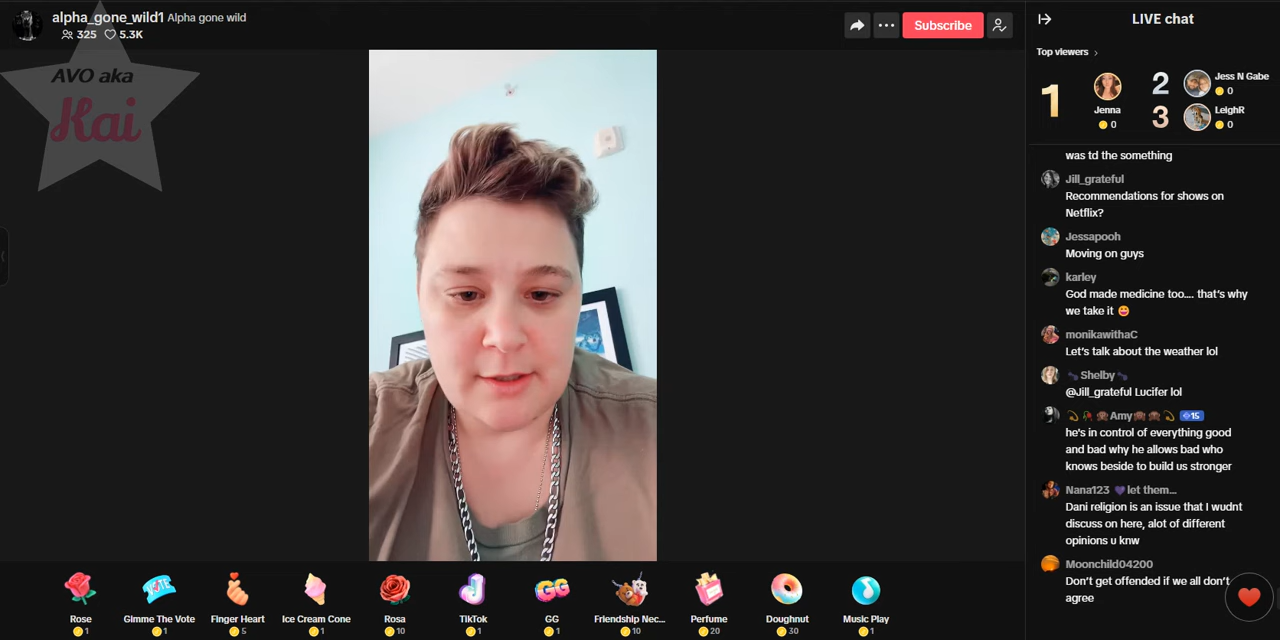 alpha_gone_wild1 Alpha gone wild
325 5.3K
Subscribe
AVO aka
Kai
LIVE chat
Top viewers
1
Jenna
0
2
Jess N Gabe
0
3
LeighR
0
was td the something
Jill_grateful
Recommendations for shows on
Netflix?
Jessapooh
Moving on guys
karley
God made medicine too.... that's why
we take it
monikawithaC
Let's talk about the weather lol
Shelby
@Jill_grateful Lucifer lol
Amy 15
he's in control of everything good
and bad why he allows bad who
knows beside to build us stronger
Nana123 let them...
Dani religion is an issue that I wudnt
discuss on here, alot of different
opinions u knw
Moonchild04200
Don't get offended if we all don't
agree
VOTE
GG
Rose
1
GImme The Vote
1
Finger Heart
5
Ice Cream Cone
1
Rosa
10
TikTok
1
GG
1
Friendship Nec...
10
Perfume
20
Doughnut
30
Music Play
1